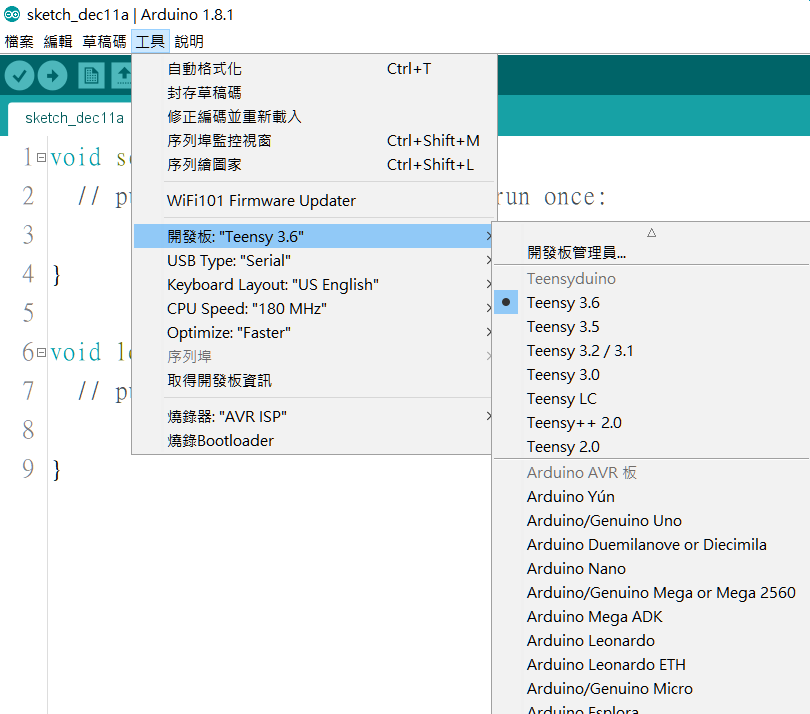 sketch_dec11a | Arduino 1.8.1
檔案 編輯 草稿碼 工具 說明
sketch_dec11a
自動格式化 Ctrl+T
封存草稿碼
修正編碼並重新載入
序列埠監控視窗 Ctrl+Shift+M
序列繪圖家 Ctrl+Shift+L
WiFi101 Firmware Updater
開發板: "Teensy 3.6"
USB Type: "Serial"
Keyboard Layout: "US English"
CPU Speed: "180 MHz"
Optimize: "Faster"
序列埠
取得開發板資訊
燒錄器: "AVR ISP"
燒錄Bootloader
開發板管理員...
Teensyduino
Teensy 3.6
Teensy 3.5
Teensy 3.2 / 3.1
Teensy 3.0
Teensy LC
Teensy++ 2.0
Teensy 2.0
Arduino AVR 板
Arduino Yún
Arduino/Genuino Uno
Arduino Duemilanove or Diecimila
Arduino Nano
Arduino/Genuino Mega or Mega 2560
Arduino Mega ADK
Arduino Leonardo
Arduino Leonardo ETH
Arduino/Genuino Micro
Arduino Esplora
1 void s
2 // p run once:
3
4 }
5
6 void l
7 // p
8
9 }